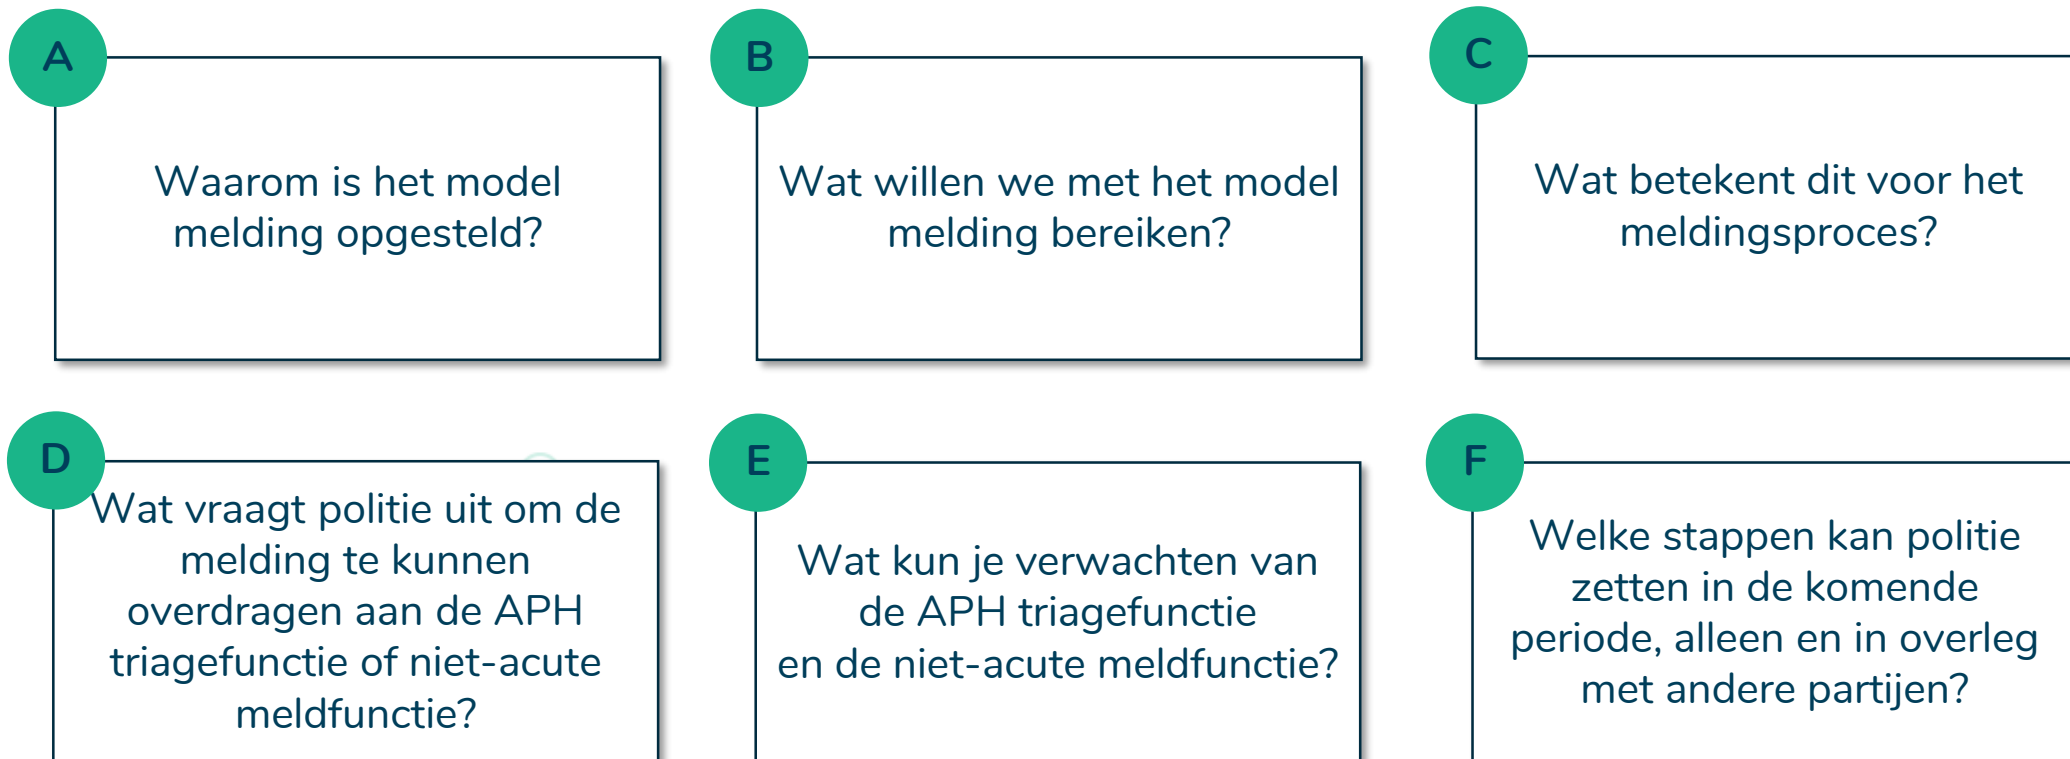 A
Waarom is het model
melding opgesteld?
B
Wat willen we met het model
melding bereiken?
C
Wat betekent dit voor het
meldingsproces?
D
Wat vraagt politie uit om de
melding te kunnen
overdragen aan de APH
triagefunctie of niet-acute
meldfunctie?
E
Wat kun je verwachten van
de APH triagefunctie
en de niet-acute meldfunctie?
F
Welke stappen kan politie
zetten in de komende
periode, alleen en in overleg
met andere partijen?